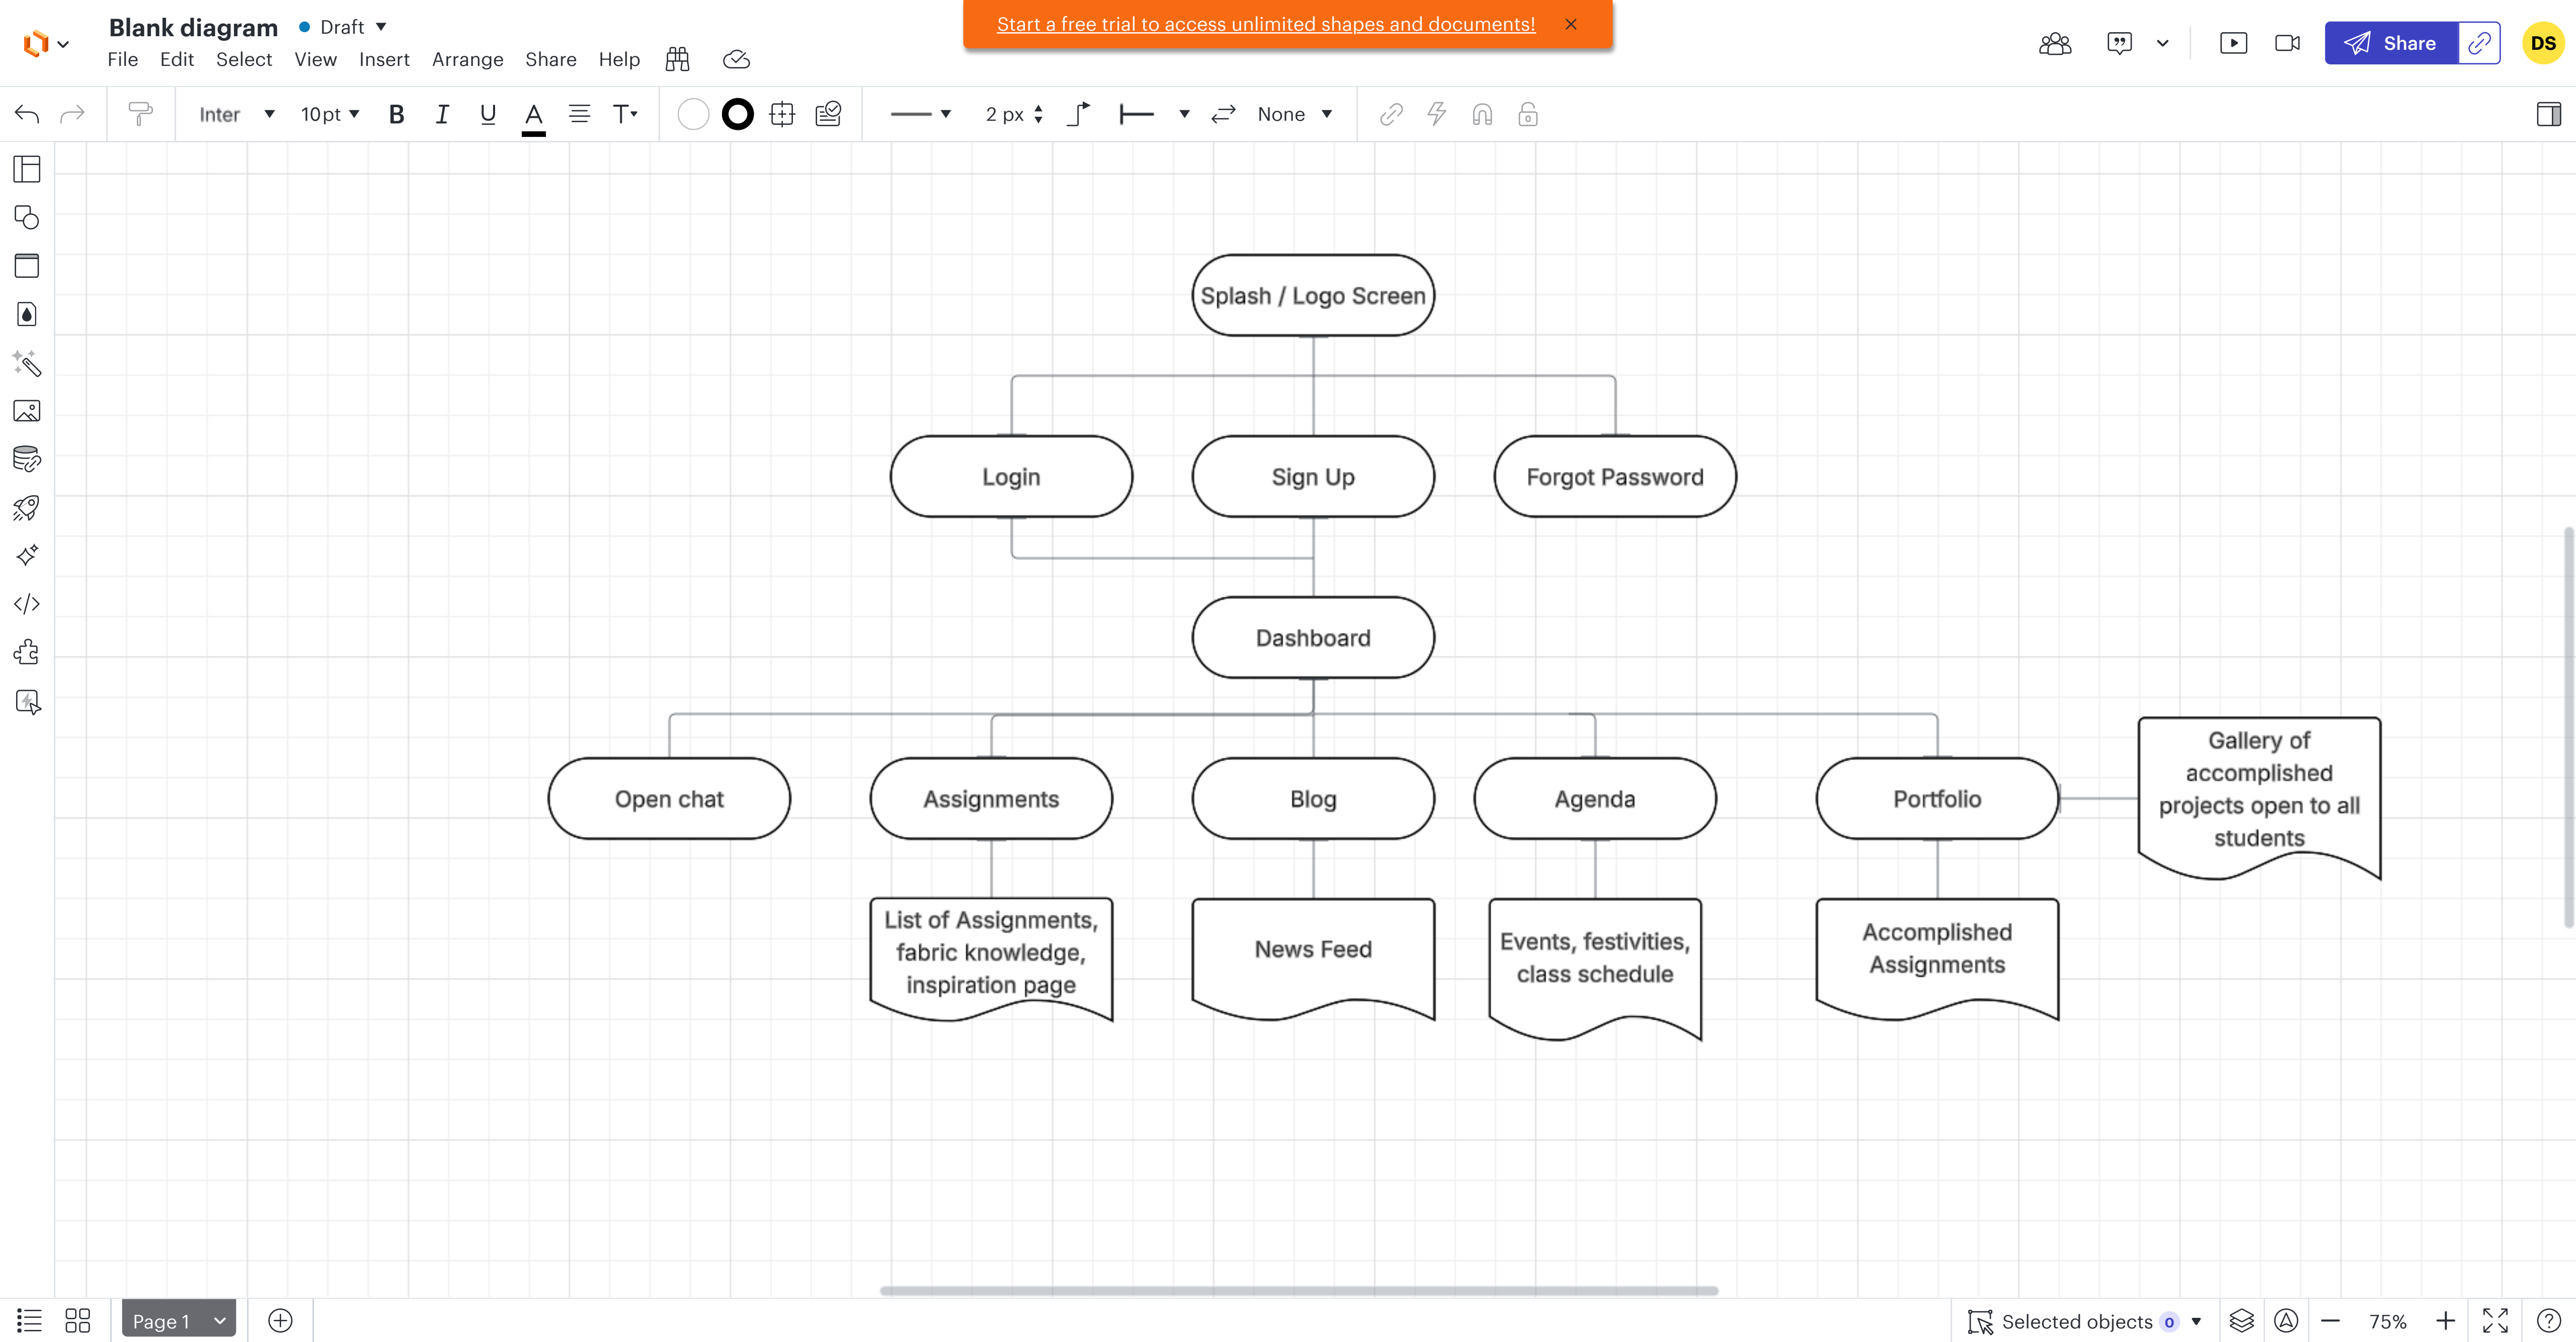 Blank diagram
Draft
Start a free trial to access unlimited shapes and documents!
File Edit Select View Insert Arrange Share Help
Share
DS
Inter 10pt B I U A T 2 px None
Splash / Logo Screen
Login
Sign Up
Forgot Password
Dashboard
Open chat
Assignments
Blog
Agenda
Portfolio
Gallery of
accomplished
projects open to all
students
List of Assignments,
fabric knowledge,
inspiration page
News Feed
Events, festivities,
class schedule
Accomplished
Assignments
Page 1
Selected objects 0
75%